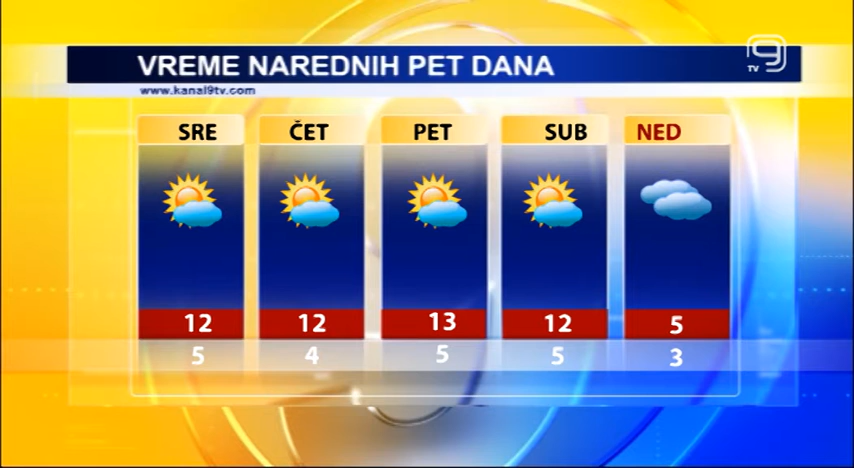 VREME NAREDNIH PET DANA
9
TV
www.kanal9tv.com
SRE ČET PET SUB NED
12 12 13 12 5
5 4 5 5 3